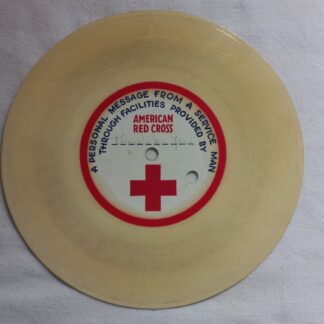 A PERSONAL MESSAGE FROM A SERVICE MAN
THROUGH FACILITIES PROVIDED BY
AMERICAN
RED CROSS